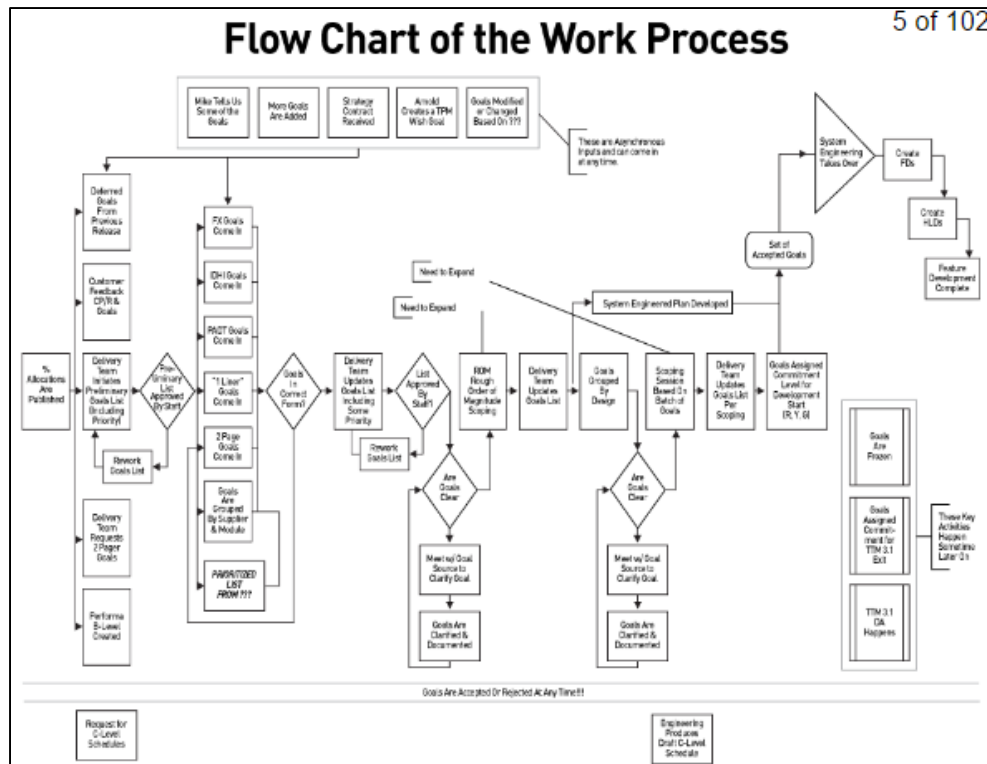 5 of 102
Flow Chart of the Work Process
Mike Tells Us
Some of the
Goals
More Goals
Are Added
Strategy
Contract
Received
Arnold
Creates a TPM
Wish Goal
Goals Modified
or Changed
Based On ???
These are Asynchronous
Inputs and can come in
at any time.
System
Engineering
Takes Over
Create
FDs
Create
HLDs
Feature
Development
Complete
Set of
Accepted Goals
Deferred
Goals
From
Previous
Release
Customer
Feedback
CP/R &
Goals
%
Allocations
Are
Published
Delivery
Team
Initiates
Preliminary
Goals List
(Including
Priority)
Pre-
liminary List
Approved
By Staff
Rework
Goals List
Delivery
Team
Requests
2 Pager
Goals
Performa
B-Level
Created
FX Goals
Come In
IDHI Goals
Come In
PACT Goals
Come In
"1 Liner"
Goals
Come In
2 Page
Goals
Come In
Goals
Are
Grouped
By Supplier
& Module
PRIORITIZED
LIST
FROM ???
Goals
In
Correct Form?
Delivery
Team
Updates
Goals List
Including
Some
Priority
Rework
Goals List
List
Approved
By
Staff?
Need to Expand
Need to Expand
ROM
Rough
Order of
Magnitude
Scoping
Delivery
Team
Updates
Goals List
System Engineered Plan Developed
Goals
Grouped
By
Design
Scoping
Session
Based On
Batch of
Goals
Delivery
Team
Updates
Goals List
Per
Scoping
Goals Assigned
Commitment
Level for
Development
Start
(R, Y, G)
Are
Goals
Clear
Meet w/ Goal
Source to
Clarify Goal
Goals Are
Clarified &
Documented
Are
Goals
Clear
Meet w/ Goal
Source to
Clarify Goal
Goals Are
Clarified &
Documented
Goals
Are
Frozen
Goals
Assigned
Commit-
ment for
TTM 3.1
Exit
TTM 3.1
DA
Happens
These Key
Activities
Happen
Sometime
Later On
Goals Are Accepted Or Rejected At Any Time!!!
Request for
C-Level
Schedules
Engineering
Produces
Draft C-Level
Schedule